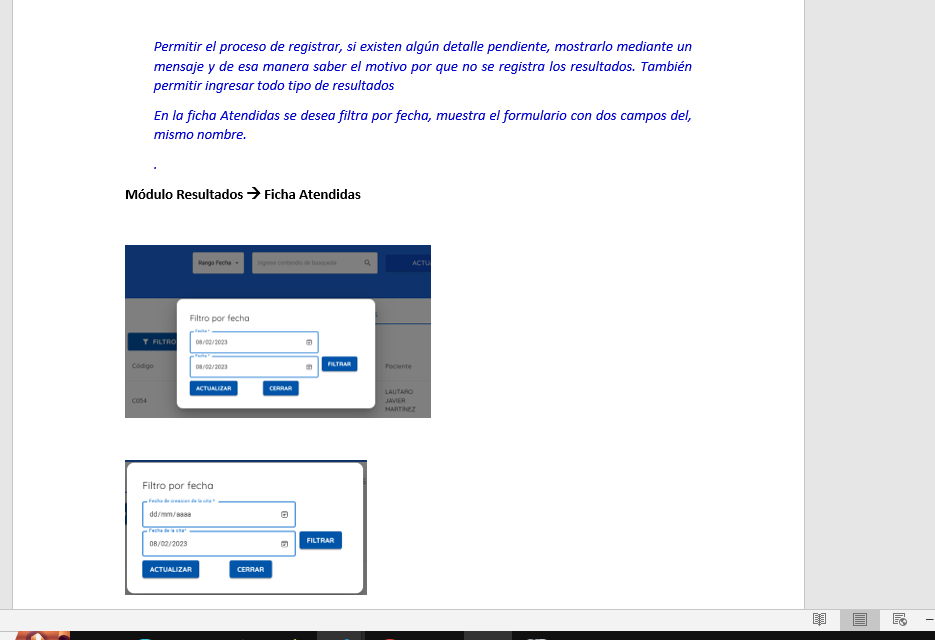 Permitir el proceso de registrar, si existen algún detalle pendiente, mostrarlo mediante un
mensaje y de esa manera saber el motivo por que no se registra los resultados. También
permitir ingresar todo tipo de resultados
En la ficha Atendidas se desea filtra por fecha, muestra el formulario con dos campos del,
mismo nombre.
.
Módulo Resultados → Ficha Atendidas
Rango Fecha
Ingrese contenido de busqueda
ACTU
Filtro por fecha
Fecha *
08/02/2023
Fecha *
08/02/2023
FILTRAR
ACTUALIZAR CERRAR
FILTRO
Código
Paciente
C054
LAUTARO
JAVIER
MARTÍNEZ
Filtro por fecha
Fecha de creacion de la cita *
dd/mm/aaaa
Fecha de la cita*
08/02/2023
FILTRAR
ACTUALIZAR CERRAR